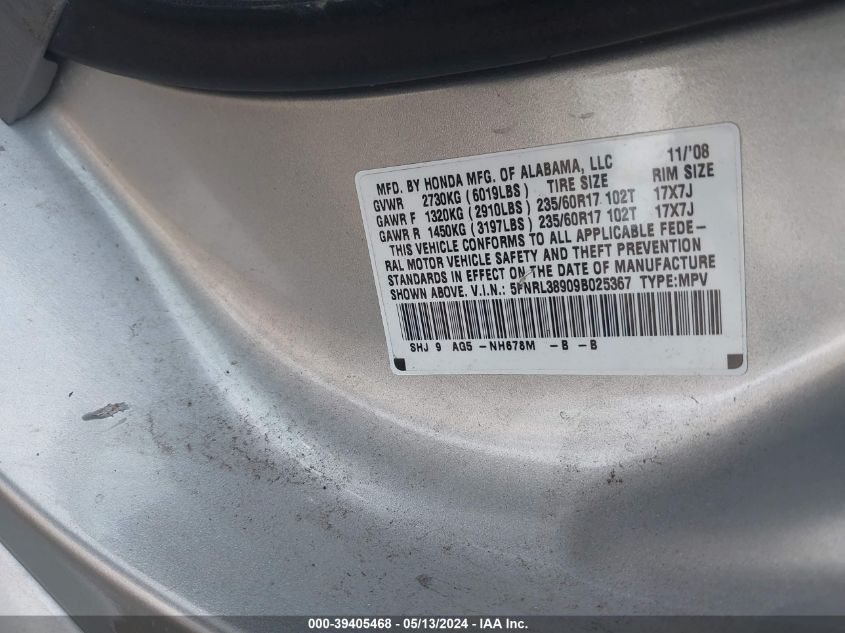 MFD. BY HONDA MFG. OF ALABAMA, LLC 11/'08
GVWR 2730KG (6019LBS) TIRE SIZE RIM SIZE
GAWR F 1320KG (2910LBS) 235/60R17 102T 17X7J
GAWR R 1450KG (3197LBS) 235/60R17 102T 17X7J
THIS VEHICLE CONFORMS TO ALL APPLICABLE FEDE-
RAL MOTOR VEHICLE SAFETY AND THEFT PREVENTION
STANDARDS IN EFFECT ON THE DATE OF MANUFACTURE
SHOWN ABOVE. V.I.N.: 5FNRL38909B025367 TYPE:MPV
SHJ 9 AG5 -NH678M -B -B
000-39405468 - 05/13/2024 - IAA Inc.